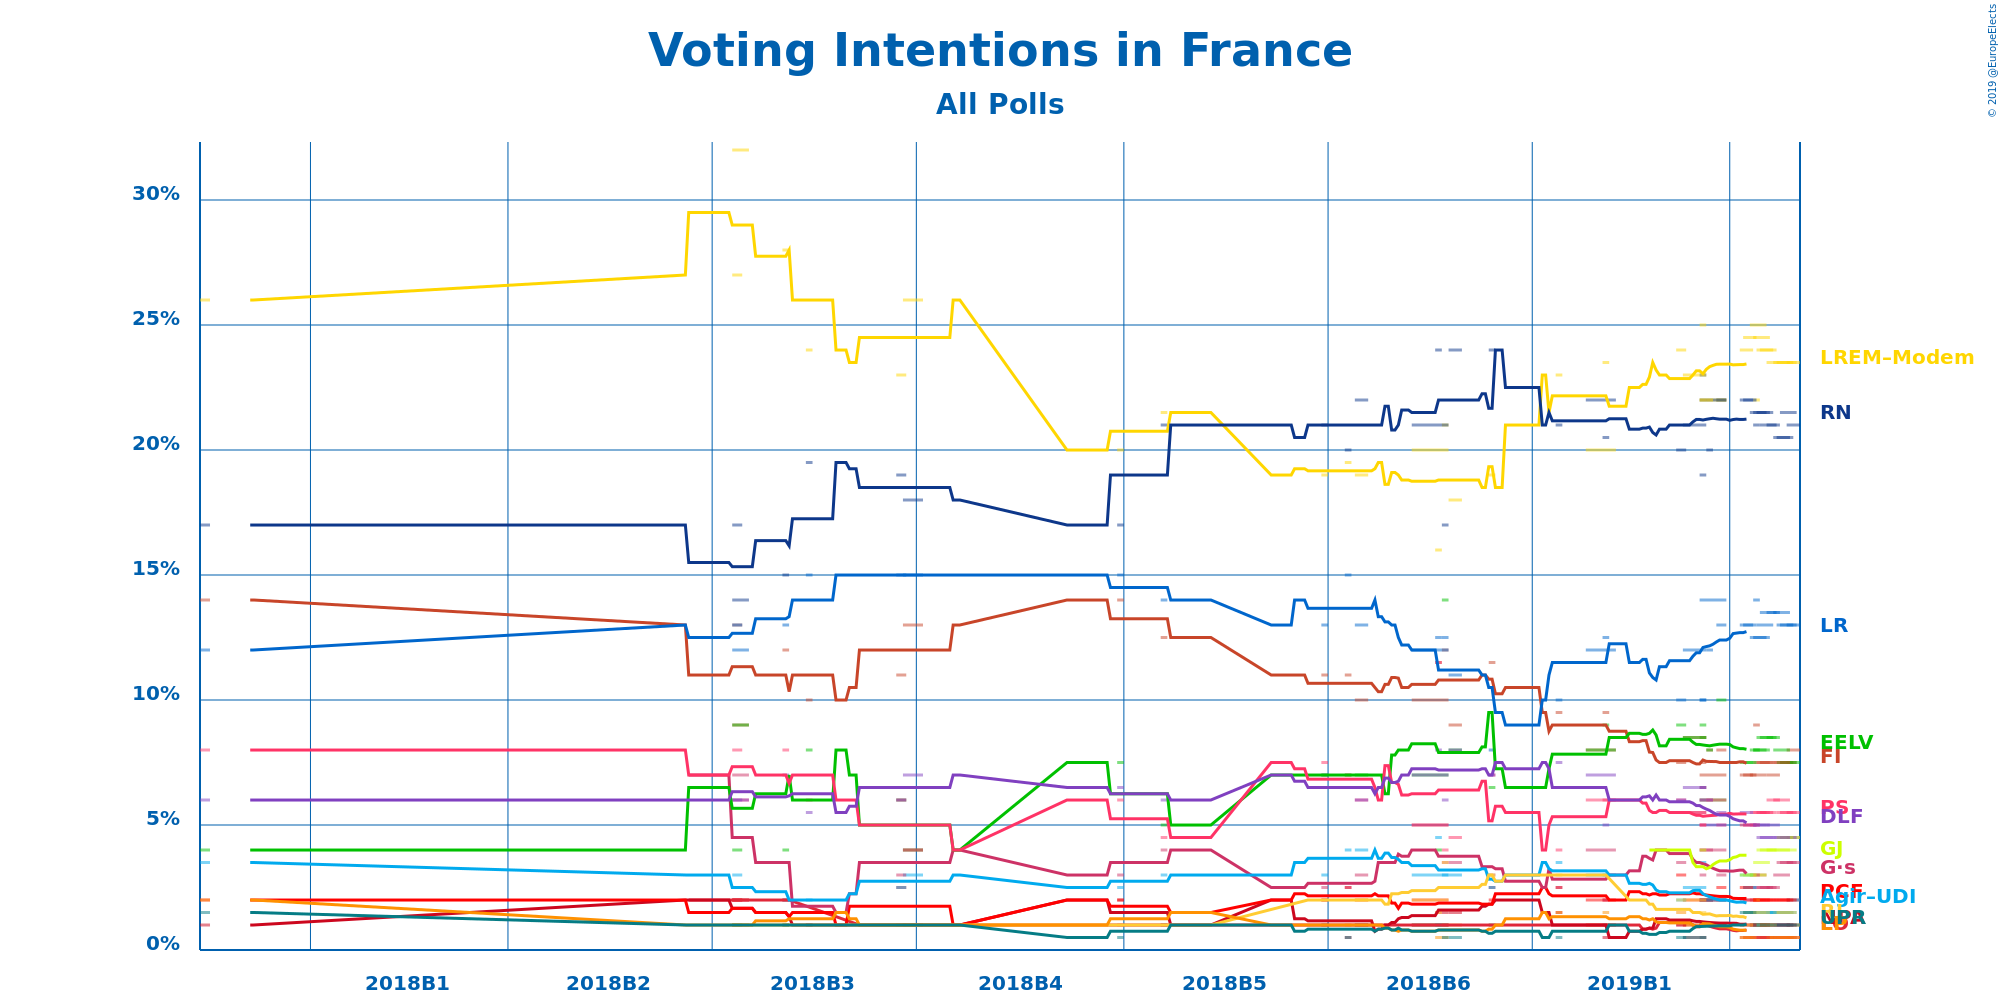 Voting Intentions in France
All Polls
© 2019 @EuropeElects
30%
25%
20%
15%
10%
5%
0%
LREM–Modem
RN
LR
EELV
FI
PS
DLF
GJ
G·s
PCF
Agir–UDI
UPR
2018B1
2018B2
2018B3
2018B4
2018B5
2018B6
2019B1